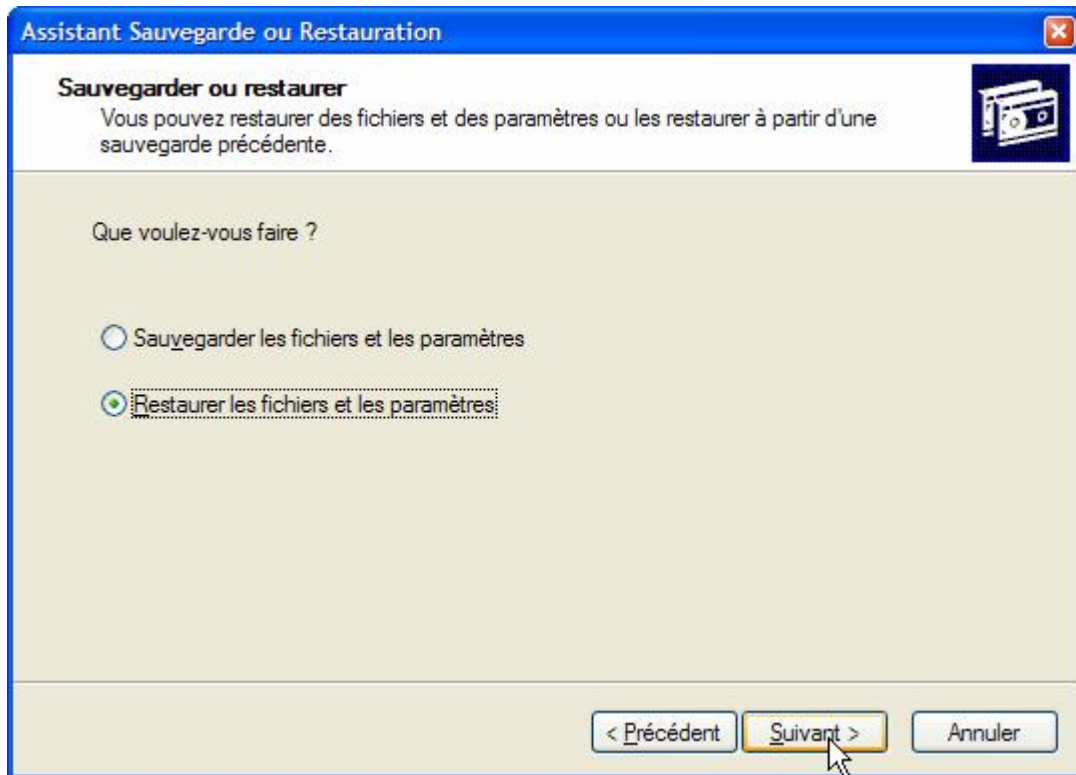 Assistant Sauvegarde ou Restauration
Sauvegarder ou restaurer
Vous pouvez restaurer des fichiers et des paramètres ou les restaurer à partir d'une
sauvegarde précédente.
Que voulez-vous faire ?
Sauvegarder les fichiers et les paramètres
Restaurer les fichiers et les paramètres
< Précédent Suivant > Annuler